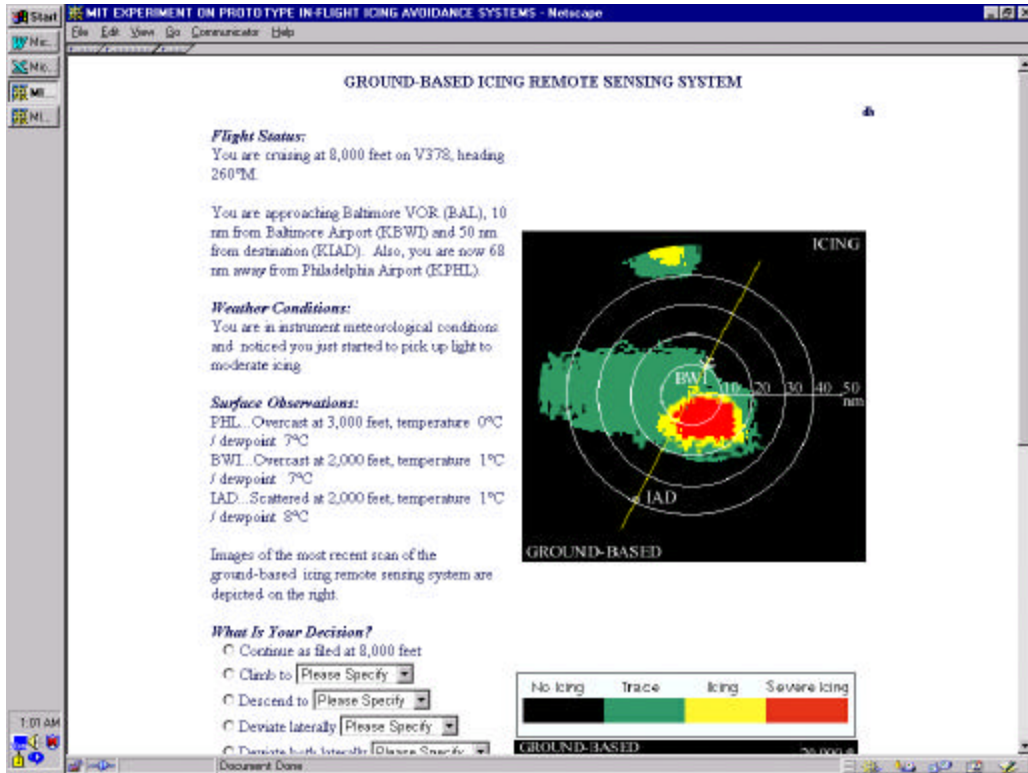 Start
MIT EXPERIMENT ON PROTOTYPE IN-FLIGHT ICING AVOIDANCE SYSTEMS - Netscape
File Edit View Go Communicator Help
GROUND-BASED ICING REMOTE SENSING SYSTEM
Flight Status:
You are cruising at 8,000 feet on V378, heading
260°M.
You are approaching Baltimore VOR (BAL), 10
nm from Baltimore Airport (KBWI) and 50 nm
from destination (KIAD). Also, you are now 68
nm away from Philadelphia Airport (KPHL).
Weather Conditions:
You are in instrument meteorological conditions
and noticed you just started to pick up light to
moderate icing.
Surface Observations:
PHL...Overcast at 3,000 feet, temperature 0°C
/ dewpoint 7°C
BWI...Overcast at 2,000 feet, temperature 1°C
/ dewpoint 7°C
IAD...Scattered at 2,000 feet, temperature 1°C
/ dewpoint 8°C
Images of the most recent scan of the
ground-based icing remote sensing system are
depicted on the right.
What Is Your Decision?
Continue as filed at 8,000 feet
Climb to Please Specify
Descend to Please Specify
Deviate laterally Please Specify
Deviate both laterally Please Specify
ICING
BWI
10 20 30 40 50
nm
IAD
GROUND-BASED
No Icing Trace Icing Severe Icing
GROUND-BASED 20,000 ft
1:01 AM
Document Done